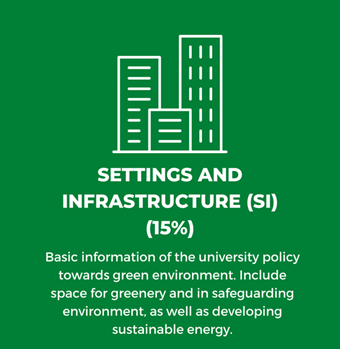 SETTINGS AND
INFRASTRUCTURE (SI)
(15%)
Basic information of the university policy
towards green environment. Include
space for greenery and in safeguarding
environment, as well as developing
sustainable energy.